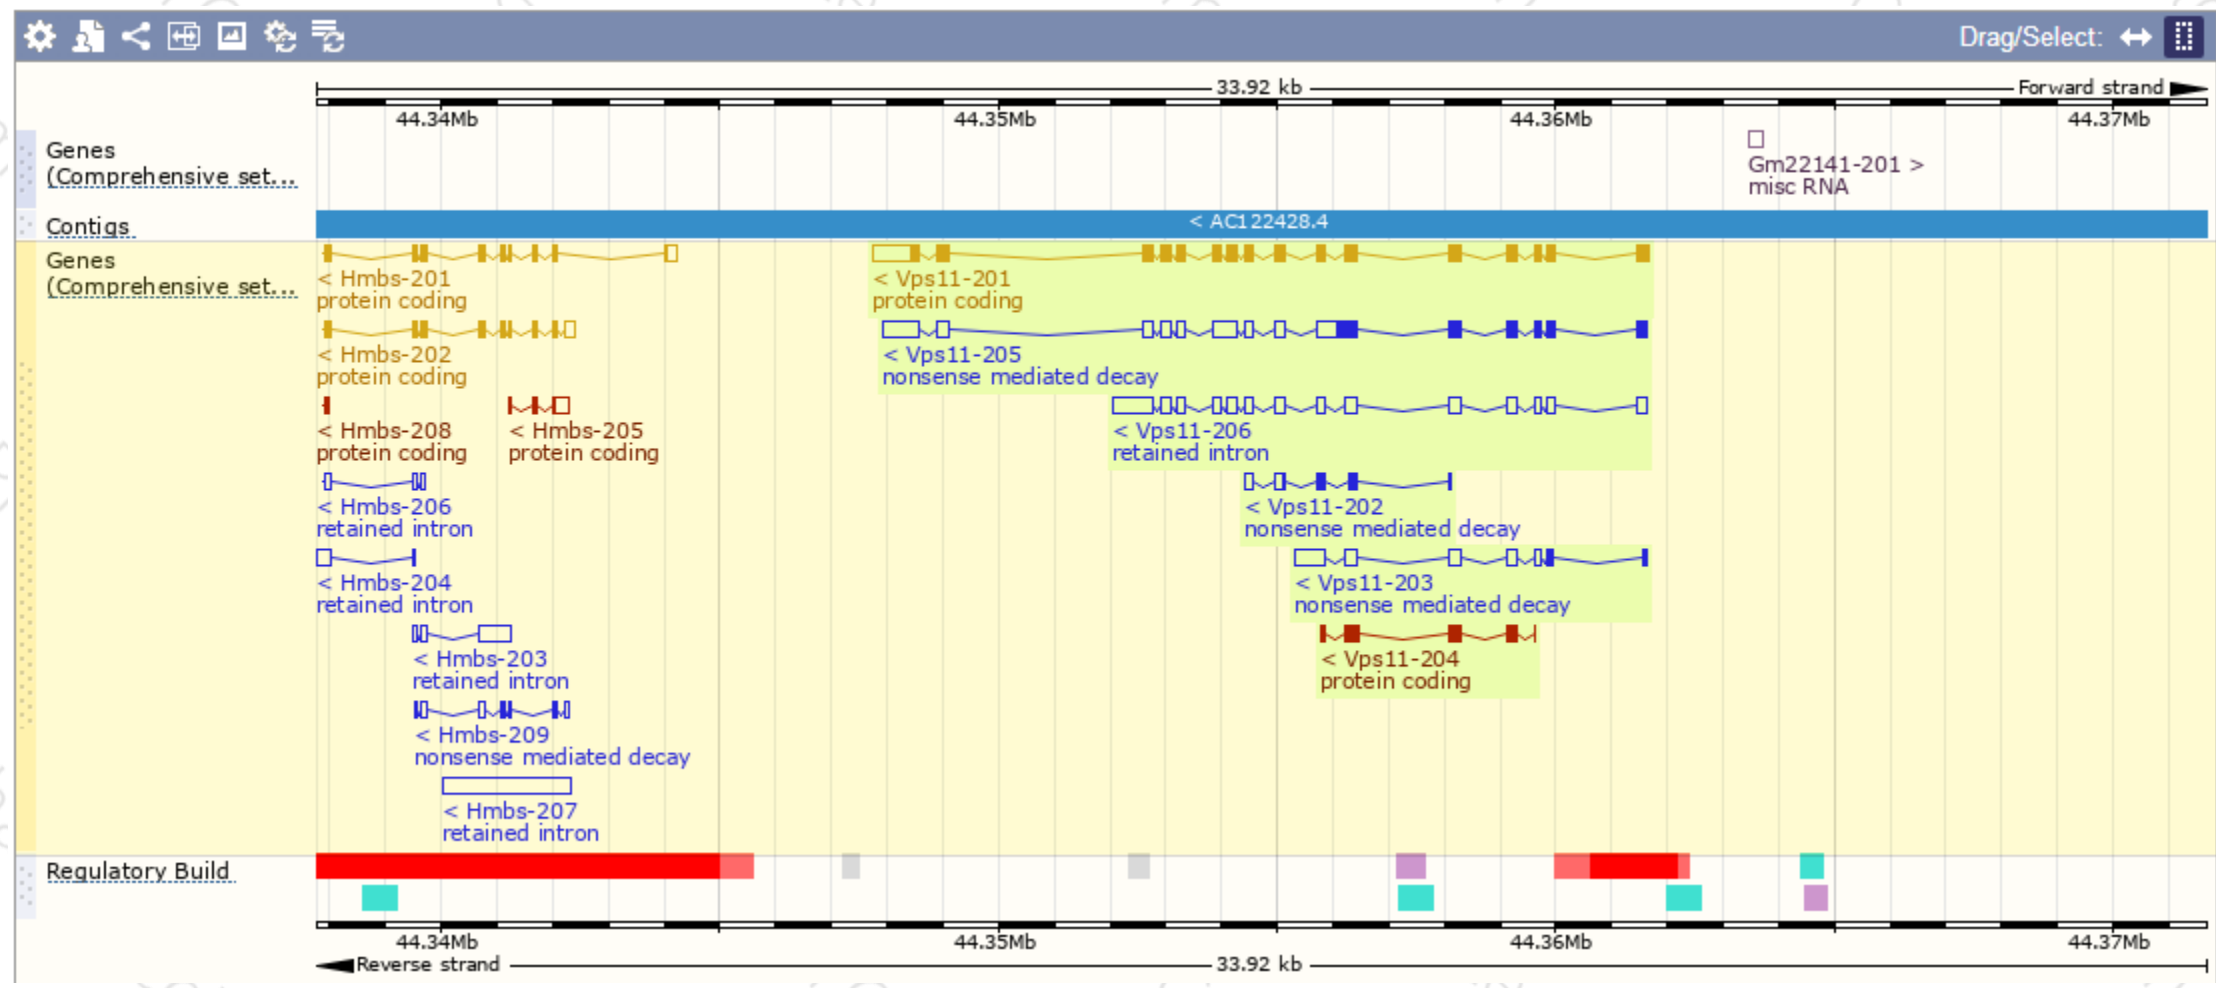 Drag/Select:
33.92 kb
Forward strand
44.34Mb 44.35Mb 44.36Mb 44.37Mb
Genes
(Comprehensive set...
Gm22141-201 >
misc RNA
Contigs
< AC122428.4
Genes
(Comprehensive set...
< Hmbs-201
protein coding
< Vps11-201
protein coding
< Hmbs-202
protein coding
< Vps11-205
nonsense mediated decay
< Hmbs-208
protein coding
< Hmbs-205
protein coding
< Vps11-206
retained intron
< Hmbs-206
retained intron
< Vps11-202
nonsense mediated decay
< Hmbs-204
retained intron
< Vps11-203
nonsense mediated decay
< Hmbs-203
retained intron
< Vps11-204
protein coding
< Hmbs-209
nonsense mediated decay
< Hmbs-207
retained intron
Regulatory Build
44.34Mb 44.35Mb 44.36Mb 44.37Mb
Reverse strand
33.92 kb